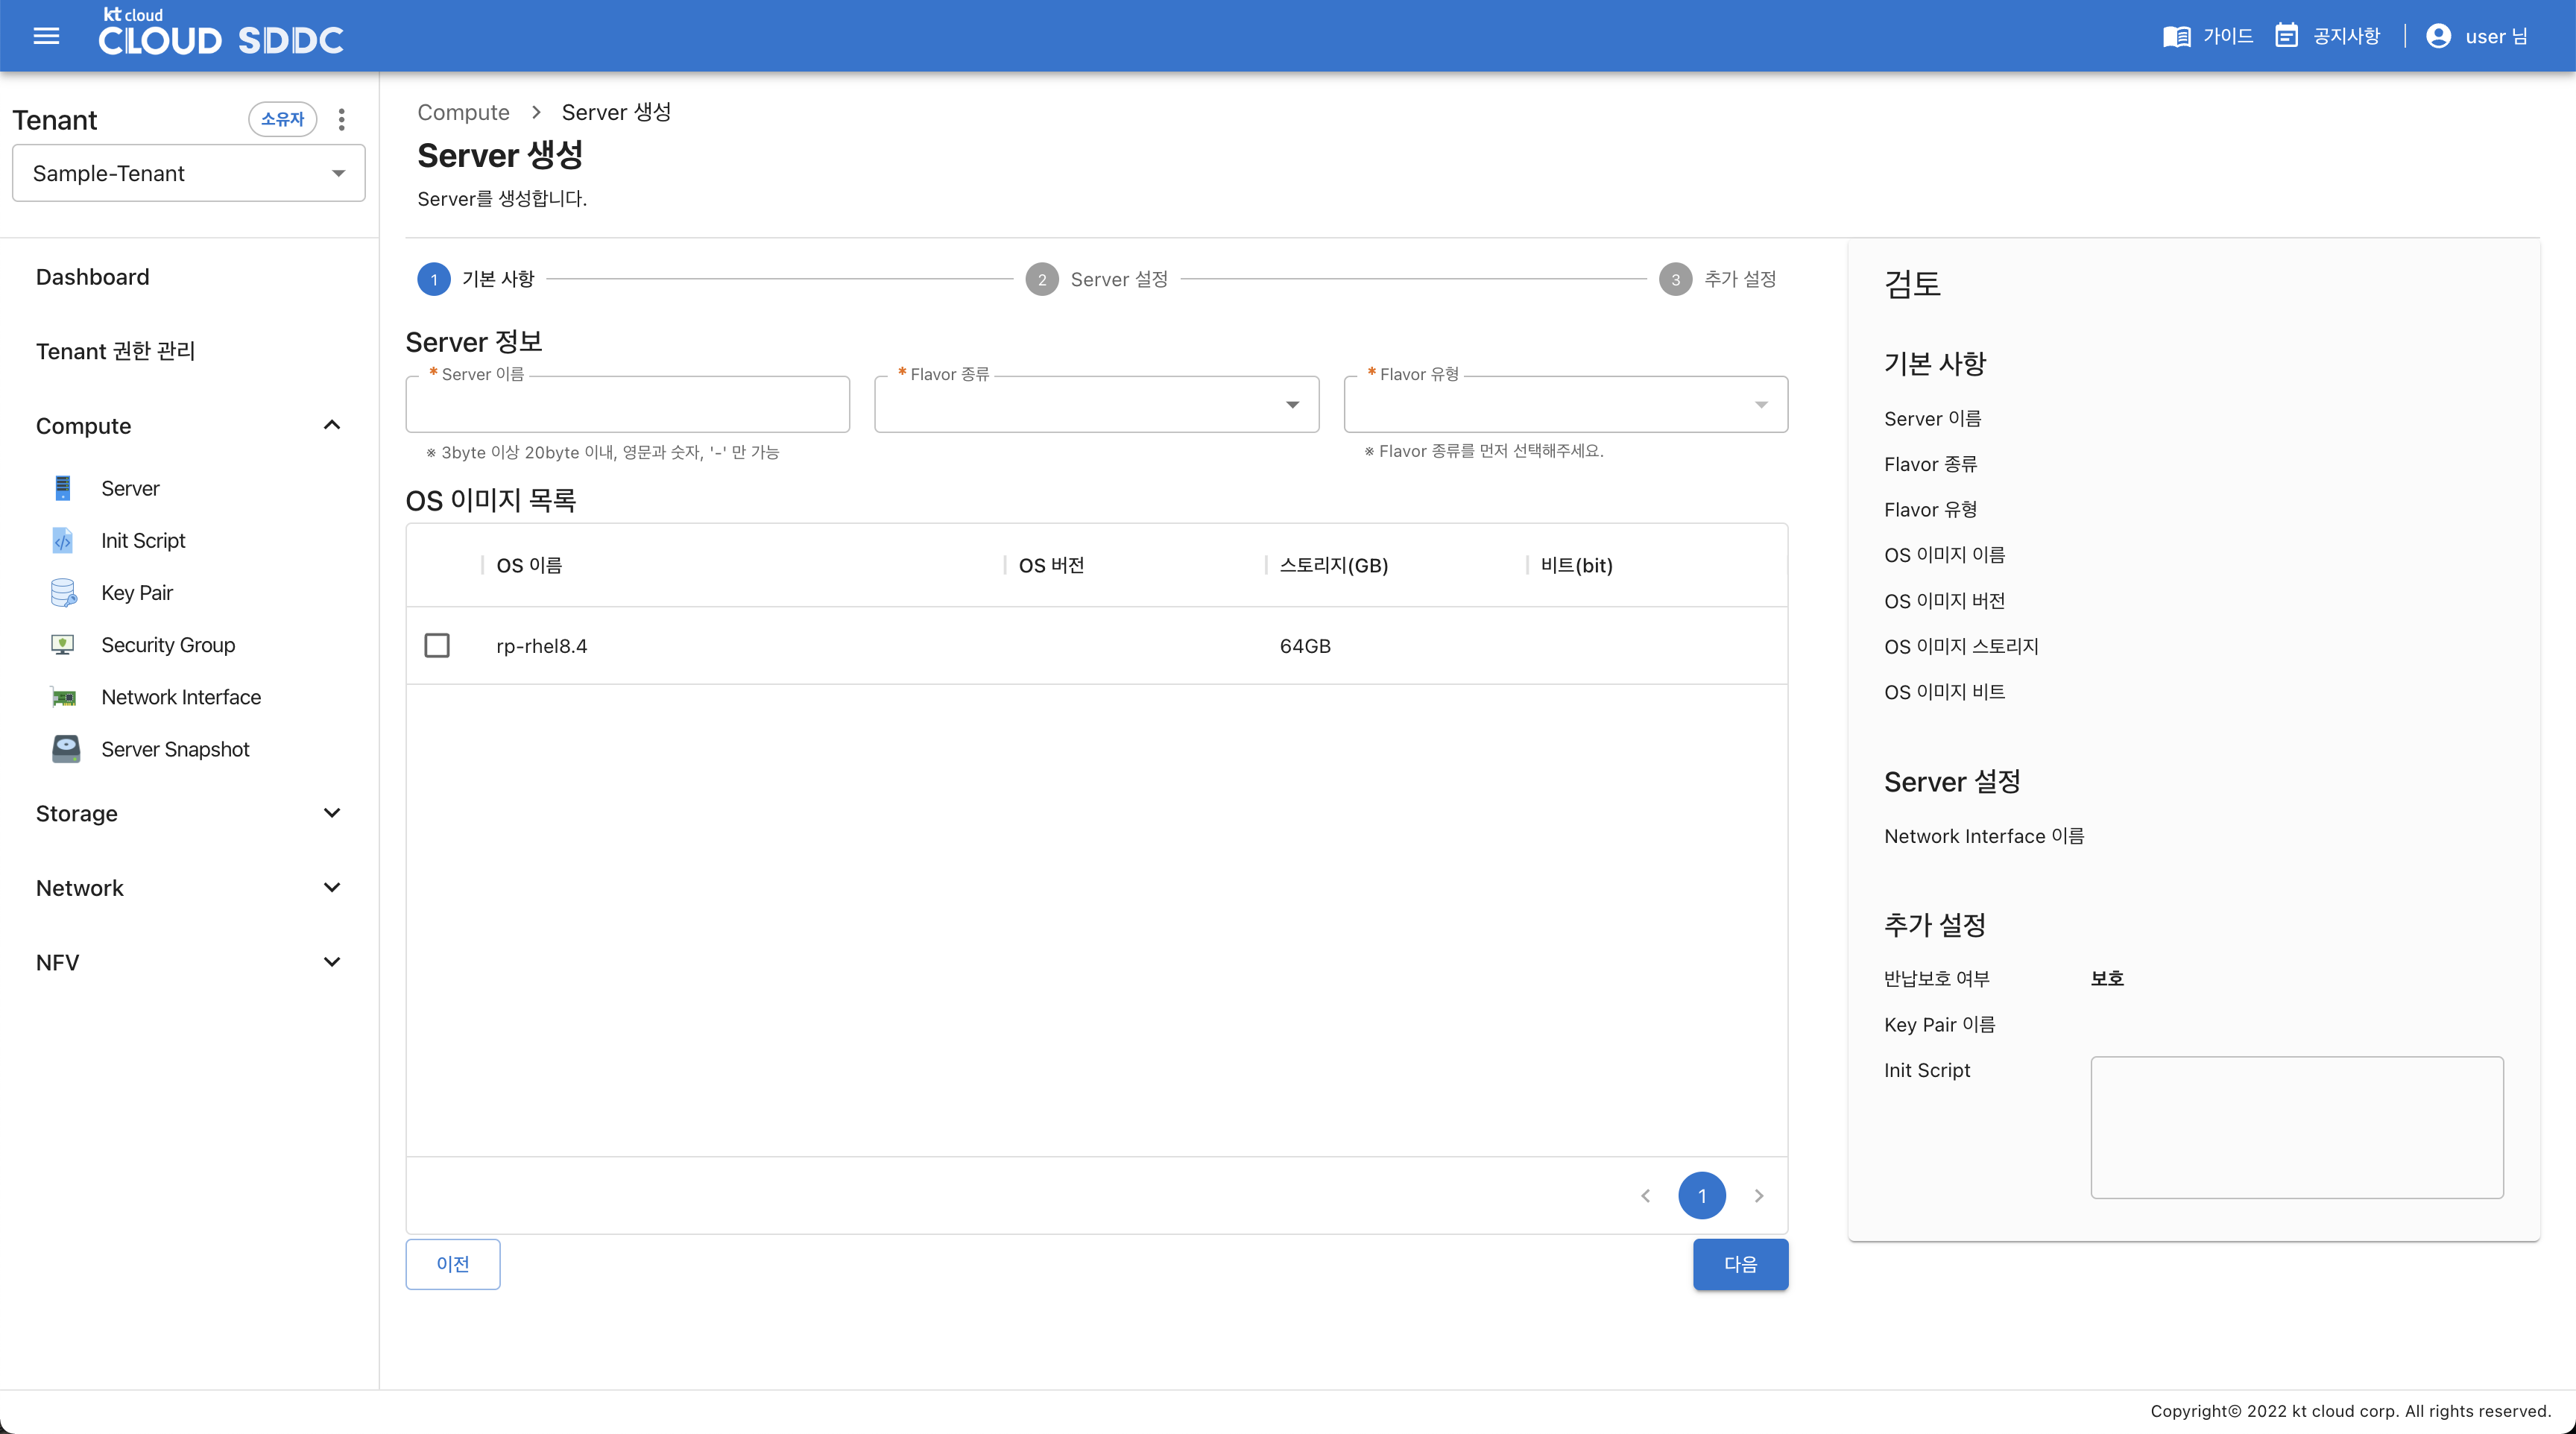 kt cloud
CLOUD SDDC
가이드
공지사항
user 님
Tenant
소유자
Sample-Tenant
Dashboard
Tenant 권한 관리
Compute
Server
Init Script
Key Pair
Security Group
Network Interface
Server Snapshot
Storage
Network
NFV
Compute > Server 생성
Server 생성
Server를 생성합니다.
1 기본 사항
2 Server 설정
3 추가 설정
Server 정보
* Server 이름
※ 3byte 이상 20byte 이내, 영문과 숫자, '-' 만 가능
* Flavor 종류
* Flavor 유형
※ Flavor 종류를 먼저 선택해주세요.
OS 이미지 목록
OS 이름 OS 버전 스토리지(GB) 비트(bit)
rp-rhel8.4 64GB
1
이전
다음
검토
기본 사항
Server 이름
Flavor 종류
Flavor 유형
OS 이미지 이름
OS 이미지 버전
OS 이미지 스토리지
OS 이미지 비트
Server 설정
Network Interface 이름
추가 설정
반납보호 여부 보호
Key Pair 이름
Init Script
Copyright© 2022 kt cloud corp. All rights reserved.